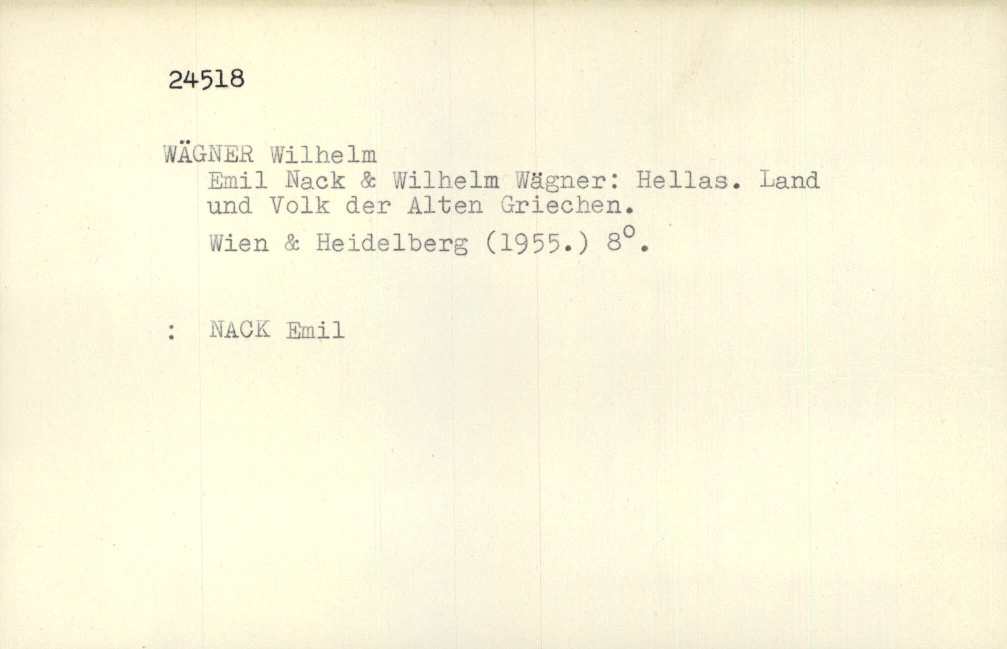 24518
WÄGNER Wilhelm
Emil Nack & Wilhelm Wägner: Hellas. Land
und Volk der Alten Griechen.
Wien & Heidelberg (1955.) 8°.
: NACK Emil